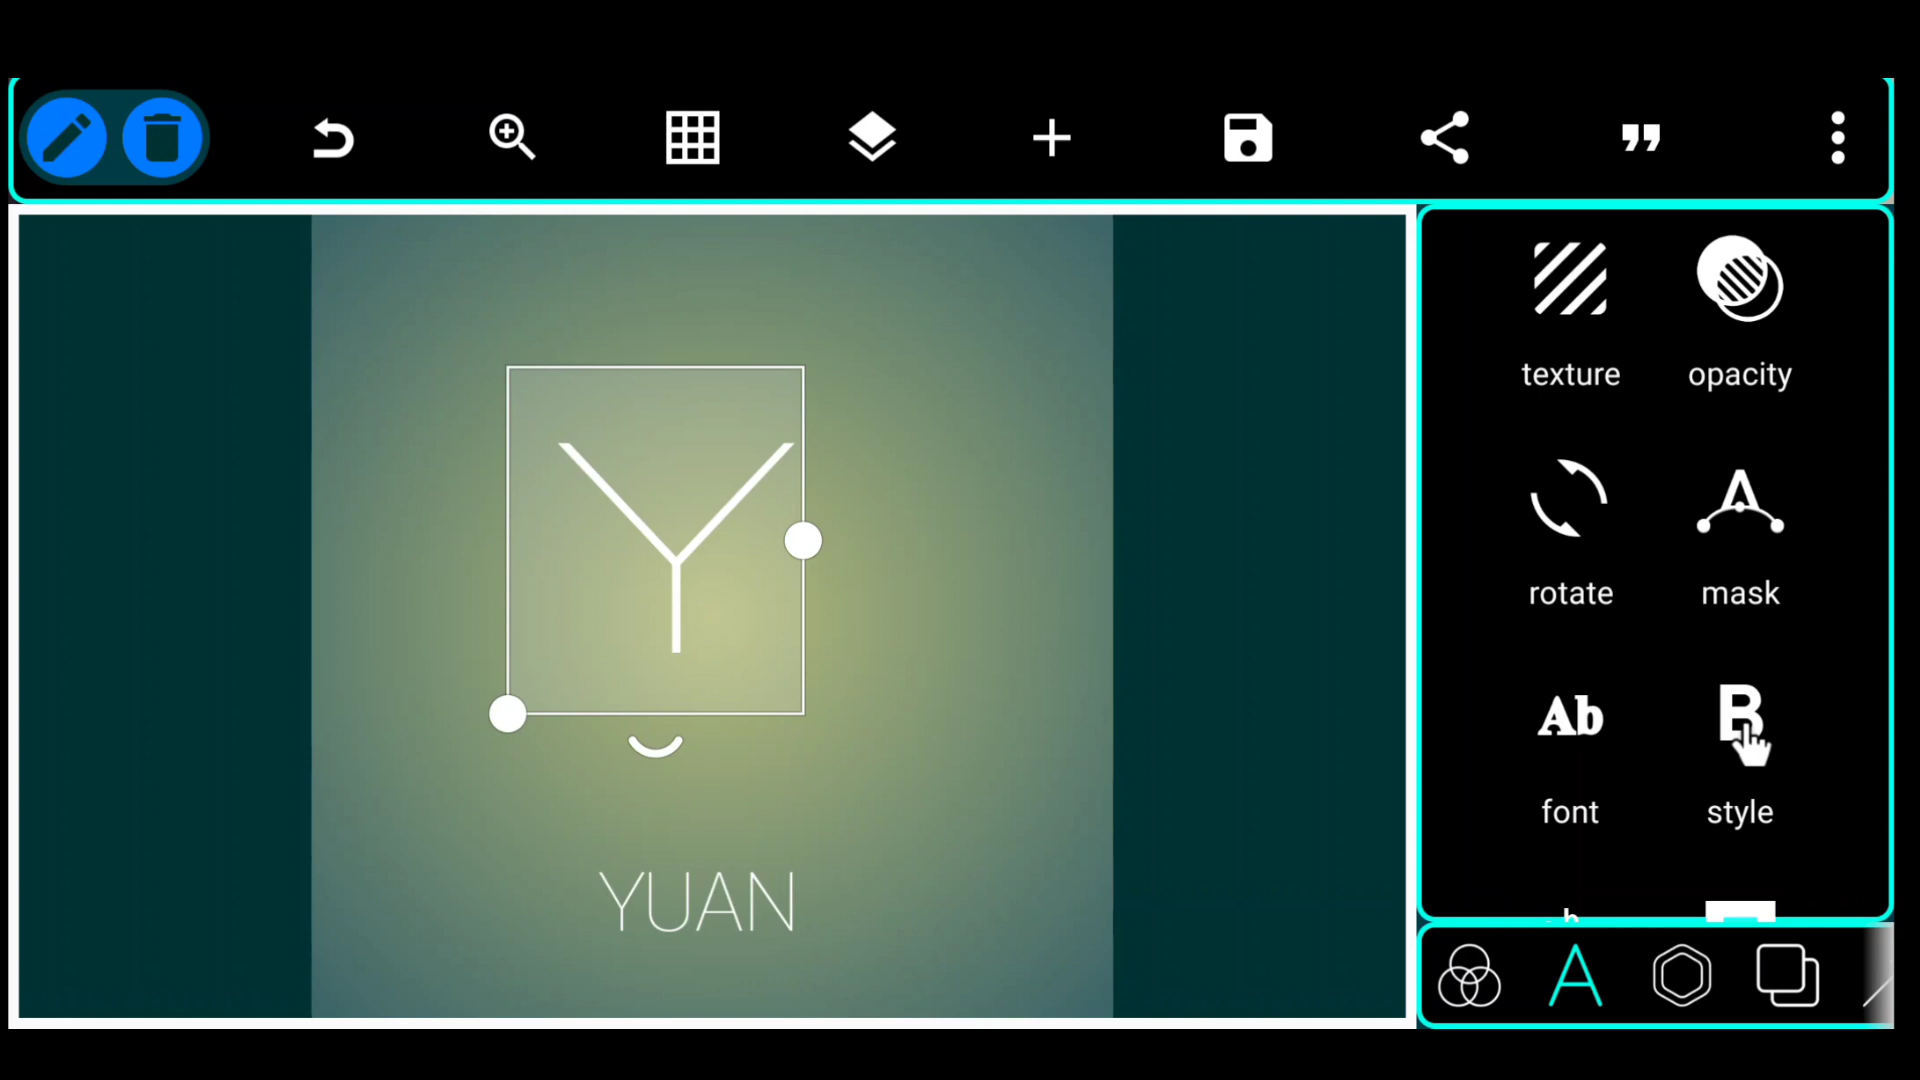 Y
YUAN
texture
opacity
rotate
mask
Ab
B
font
style
A